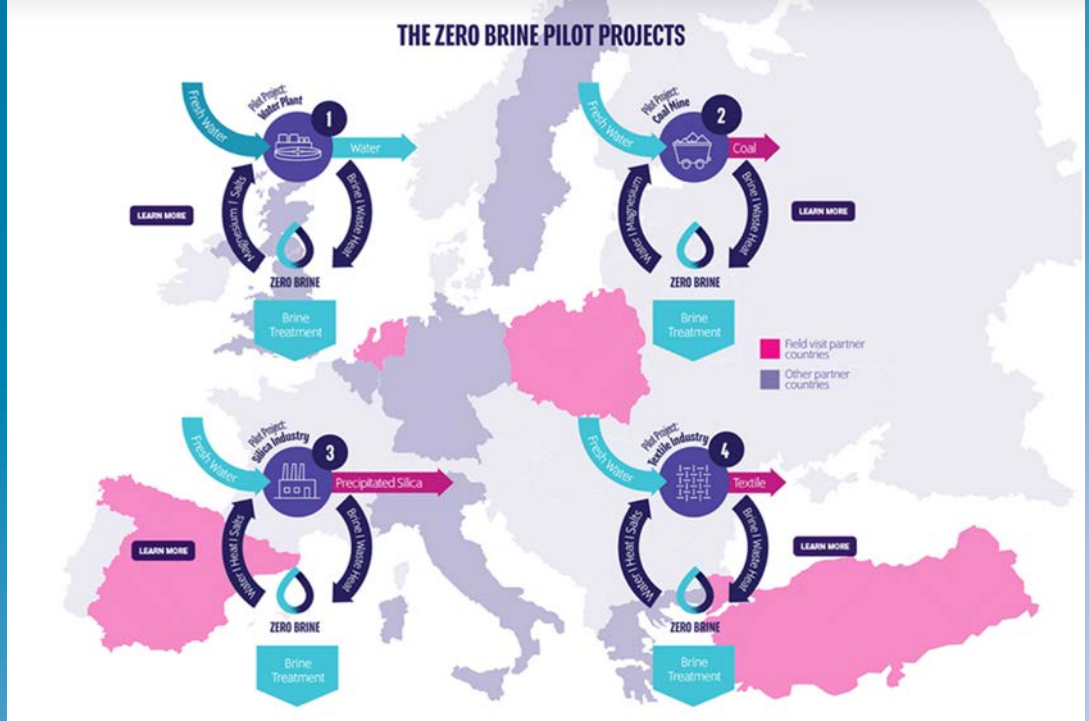 THE ZERO BRINE PILOT PROJECTS
Pilot Project:
Water Plant
1
Fresh Water
Water
Magnesium | Salts
Brine | Waste Heat
LEARN MORE
ZERO BRINE
Brine
Treatment
Pilot Project:
Coal Mine
2
Fresh Water
Coal
Water | Magnesium
Brine | Waste Heat
LEARN MORE
ZERO BRINE
Brine
Treatment
Field visit partner
countries
Other partner
countries
Pilot Project:
Silica Industry
3
Fresh Water
Precipitated Silica
Water | Heat | Salts
Brine | Waste Heat
LEARN MORE
ZERO BRINE
Brine
Treatment
Pilot Project:
Textile Industry
4
Fresh Water
Textile
Water | Heat | Salts
Brine | Waste Heat
LEARN MORE
ZERO BRINE
Brine
Treatment